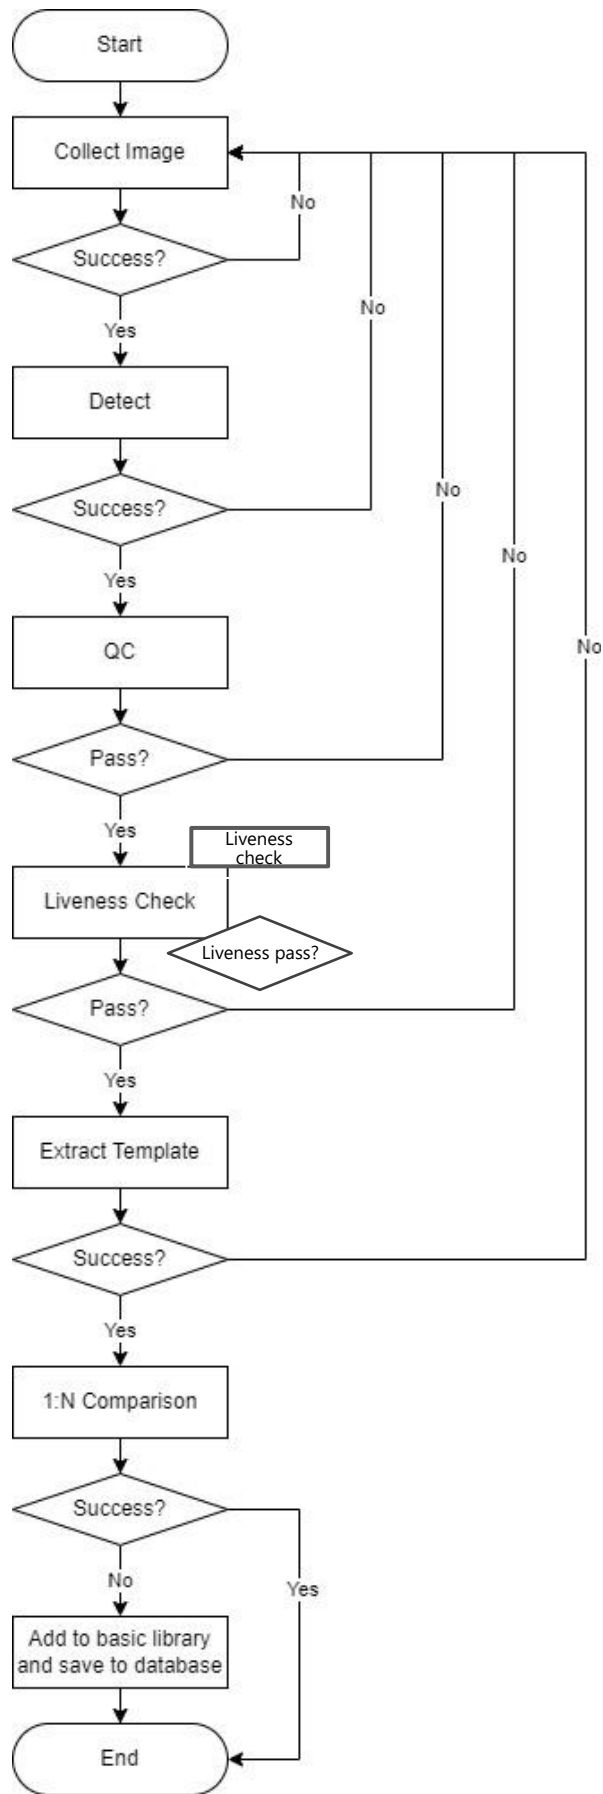 Start
Collect Image
No
Success?
No
Yes
Detect
No
Success?
No
Yes
No
QC
Pass?
Yes
Liveness
check
Liveness Check
Liveness pass?
Pass?
Yes
Extract Template
Success?
Yes
1:N Comparison
Success?
No
Yes
Add to basic library
and save to database
End